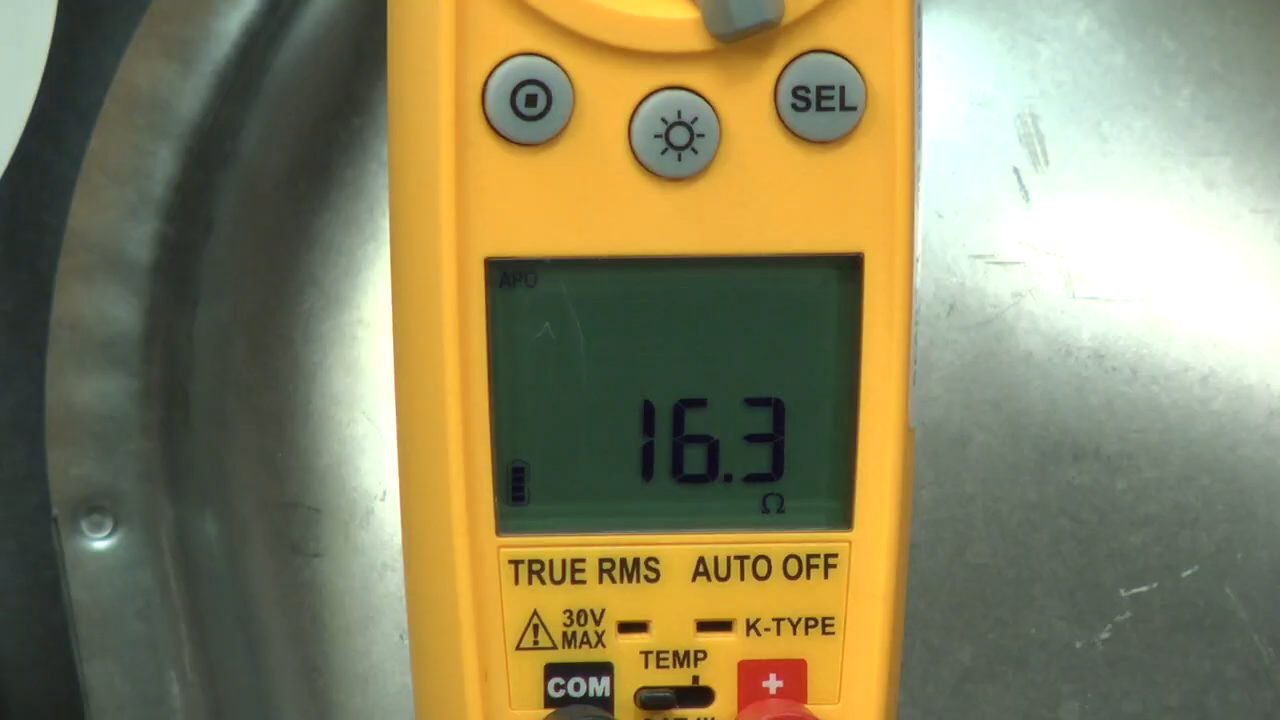 SEL
APO
16.3
Ω
TRUE RMS AUTO OFF
30V MAX K-TYPE
TEMP
COM +